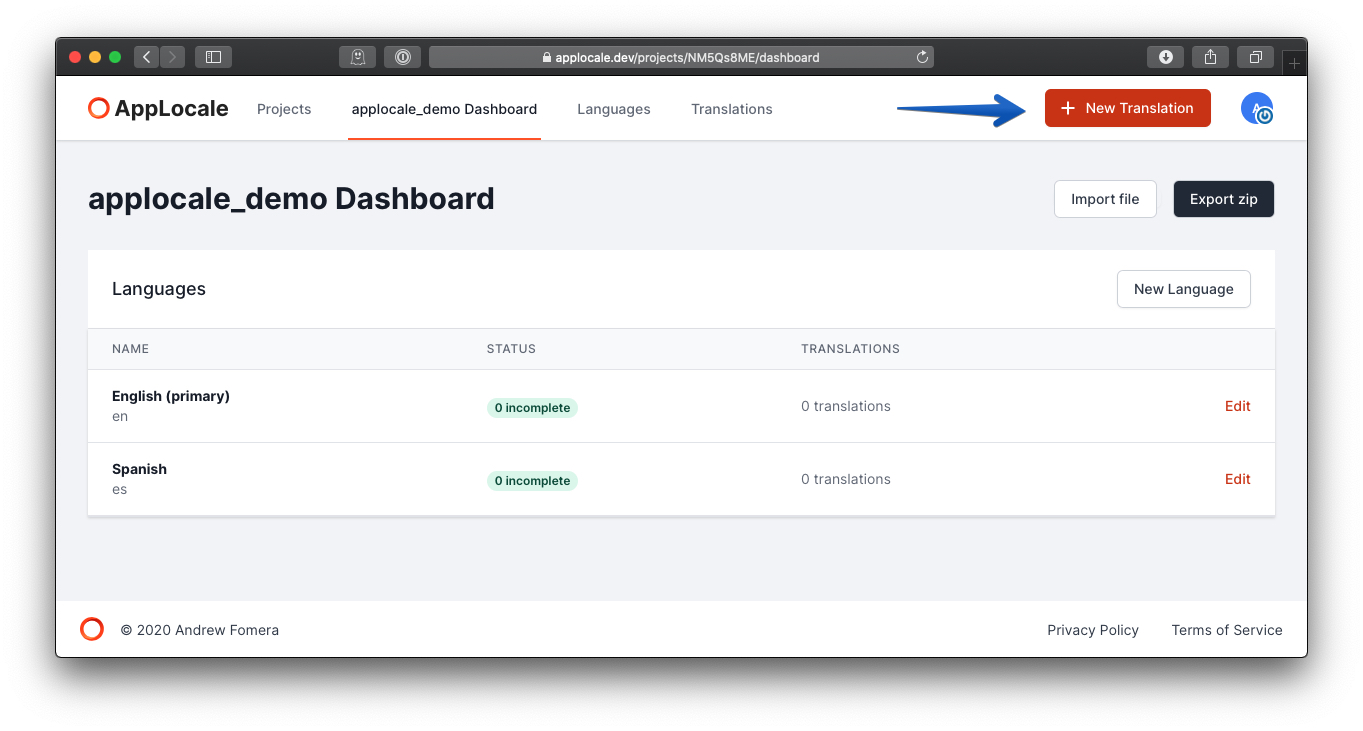 applocale.dev/projects/NM5Qs8ME/dashboard
AppLocale Projects applocale_demo Dashboard Languages Translations + New Translation A
applocale_demo Dashboard Import file Export zip
Languages New Language
NAME STATUS TRANSLATIONS
English (primary)
en 0 incomplete 0 translations Edit
Spanish
es 0 incomplete 0 translations Edit
© 2020 Andrew Fomera Privacy Policy Terms of Service